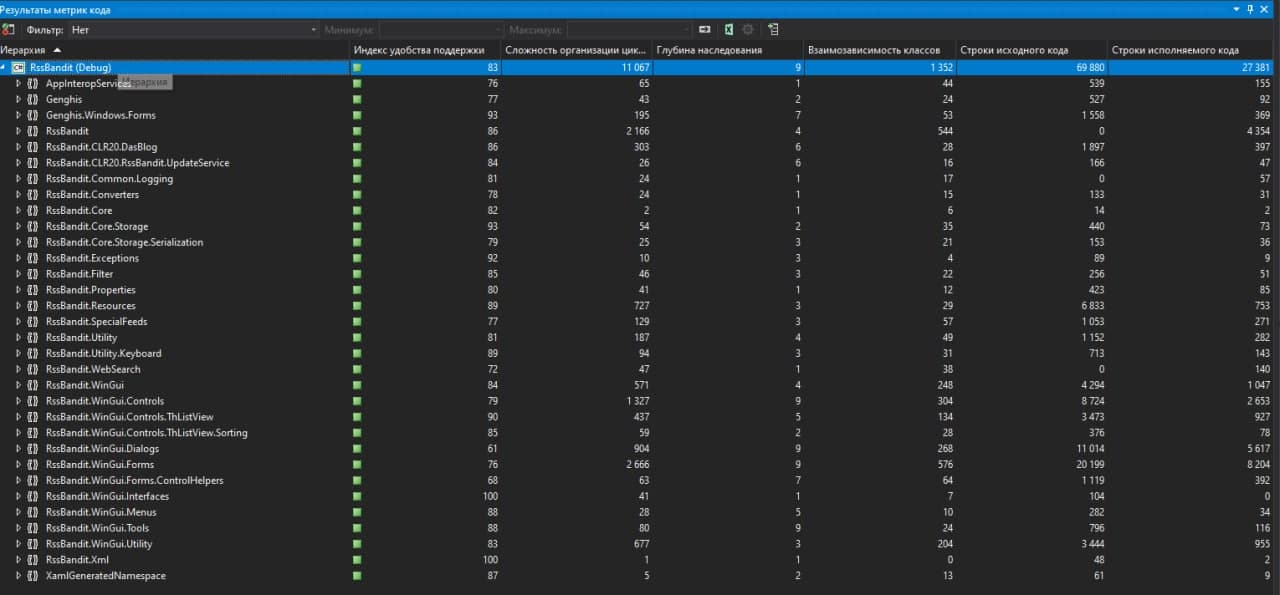 Результаты метрик кода
Фильтр: Нет Минимум: Максимум:
Иерархия Индекс удобства поддержки Сложность организации цик... Глубина наследования Взаимозависимость классов Строки исходного кода Строки исполняемого кода
RssBandit (Debug) 83 11 067 9 1 352 69 880 27 381
AppInteropServices Иерархия 76 65 1 44 539 155
Genghis 77 43 2 24 527 92
Genghis.Windows.Forms 93 195 7 53 1 558 369
RssBandit 86 2 166 4 544 0 4 354
RssBandit.CLR20.DasBlog 86 303 6 28 1 897 397
RssBandit.CLR20.RssBandit.UpdateService 84 26 6 16 166 47
RssBandit.Common.Logging 81 24 1 17 0 57
RssBandit.Converters 78 24 1 15 133 31
RssBandit.Core 82 2 1 6 14 2
RssBandit.Core.Storage 93 54 2 35 440 73
RssBandit.Core.Storage.Serialization 79 25 3 21 153 36
RssBandit.Exceptions 92 10 3 4 89 9
RssBandit.Filter 85 46 3 22 256 51
RssBandit.Properties 80 41 1 12 423 85
RssBandit.Resources 89 727 3 29 6 833 753
RssBandit.SpecialFeeds 77 129 3 57 1 053 271
RssBandit.Utility 81 187 4 49 1 152 282
RssBandit.Utility.Keyboard 89 94 3 31 713 143
RssBandit.WebSearch 72 47 1 38 0 140
RssBandit.WinGui 84 571 4 248 4 294 1 047
RssBandit.WinGui.Controls 79 1 327 9 304 8 724 2 653
RssBandit.WinGui.Controls.ThListView 90 437 5 134 3 473 927
RssBandit.WinGui.Controls.ThListView.Sorting 85 59 2 28 376 78
RssBandit.WinGui.Dialogs 61 904 9 268 11 014 5 617
RssBandit.WinGui.Forms 76 2 666 9 576 20 199 8 204
RssBandit.WinGui.Forms.ControlHelpers 68 63 7 64 1 119 392
RssBandit.WinGui.Interfaces 100 41 1 7 104 0
RssBandit.WinGui.Menus 88 28 5 10 282 34
RssBandit.WinGui.Tools 88 80 9 24 796 116
RssBandit.WinGui.Utility 83 677 3 204 3 444 955
RssBandit.Xml 100 1 1 0 48 2
XamlGeneratedNamespace 87 5 2 13 61 9